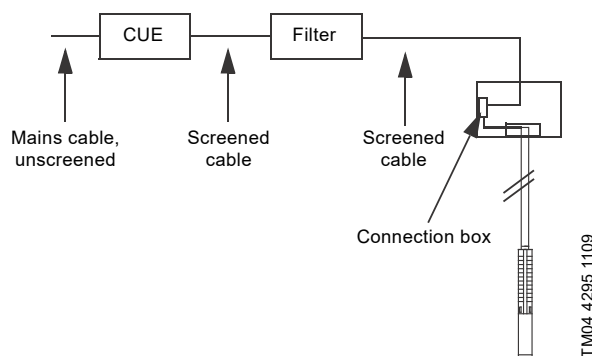 CUE
Filter
Mains cable,
unscreened
Screened
cable
Screened
cable
Connection box
TM04 4295 1109